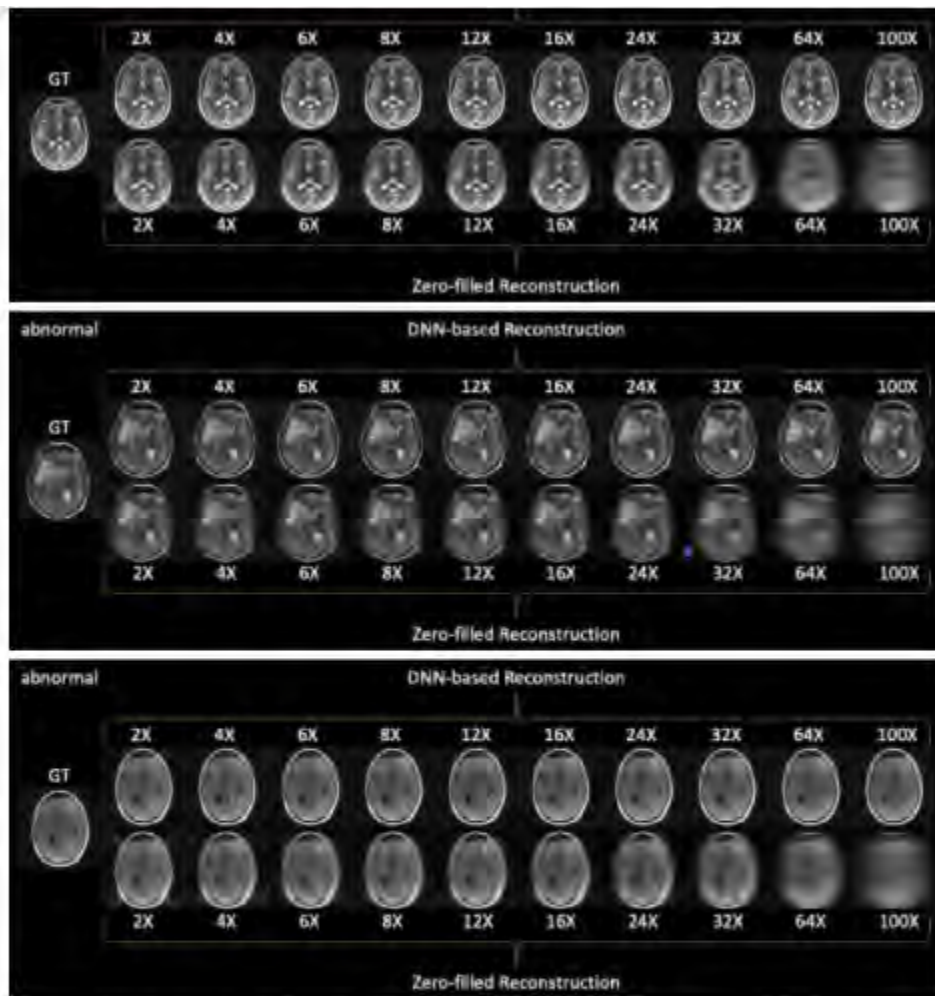 2X 4X 6X 8X 12X 16X 24X 32X 64X 100X
GT
2X 4X 6X 8X 12X 16X 24X 32X 64X 100X
Zero-filled Reconstruction
abnormal DNN-based Reconstruction
2X 4X 6X 8X 12X 16X 24X 32X 64X 100X
GT
2X 4X 6X 8X 12X 16X 24X 32X 64X 100X
Zero-filled Reconstruction
abnormal DNN-based Reconstruction
2X 4X 6X 8X 12X 16X 24X 32X 64X 100X
GT
2X 4X 6X 8X 12X 16X 24X 32X 64X 100X
Zero-filled Reconstruction